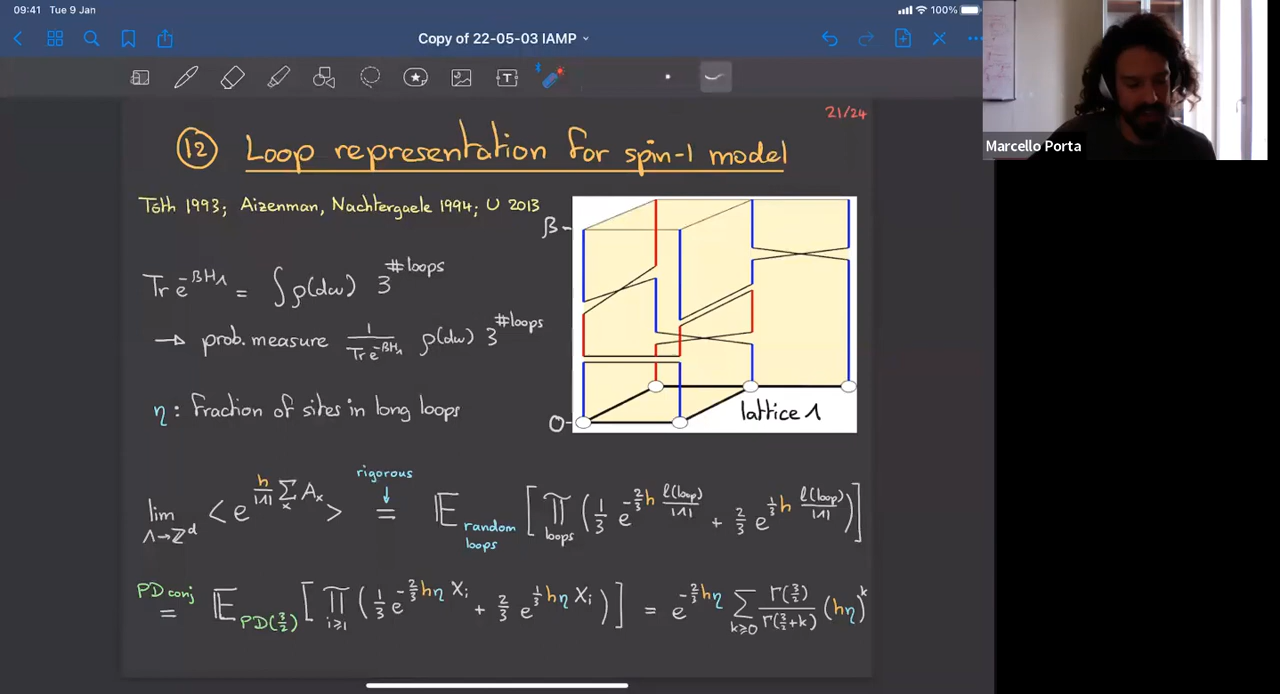 09:41 Tue 9 Jan
100%
Copy of 22-05-03 IAMP
Marcello Porta
21/24
12 Loop representation for spin-1 model
Tóth 1993; Aizenman, Nachtergaele 1994; U 2013
β
Tr e^{-βH_Λ} = ∫ρ(dω) 3^{#loops}
→ prob. measure 1/(Tr e^{-βH_Λ}) ρ(dω) 3^{#loops}
η : fraction of sites in long loops
lattice Λ
0
rigorous
lim_{Λ→ℤ^d} < e^{h/|Λ| Σ_x A_x} > = 𝔼_{random loops} [ ∏_{loops} ( 1/3 e^{-2/3 h ℓ(loop)/|Λ|} + 2/3 e^{1/3 h ℓ(loop)/|Λ|} ) ]
PD conj
= 𝔼_{PD(3/2)} [ ∏_{i≥1} ( 1/3 e^{-2/3 hη X_i} + 2/3 e^{1/3 hη X_i} ) ] = e^{-2/3 hη} Σ_{k≥0} Γ(3/2)/Γ(3/2+k) (hη)^k